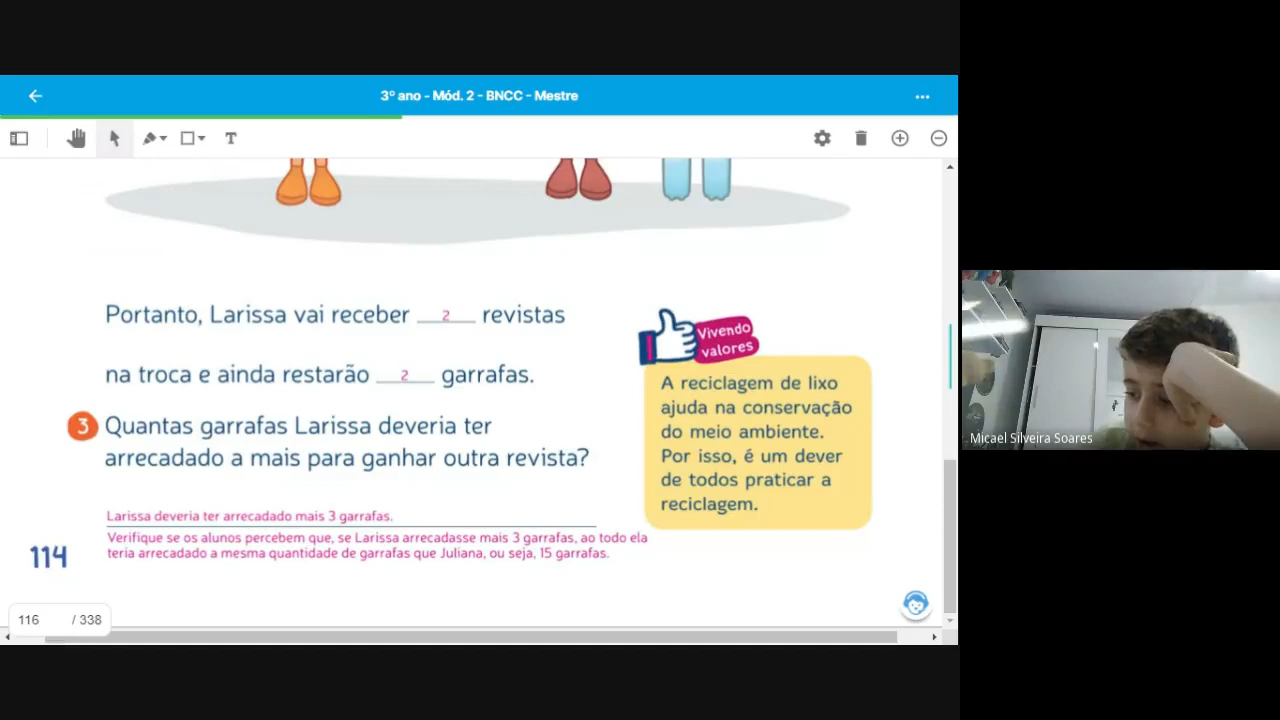 3º ano - Mód. 2 - BNCC - Mestre
T
Portanto, Larissa vai receber 2 revistas
na troca e ainda restarão 2 garrafas.
3 Quantas garrafas Larissa deveria ter
arrecadado a mais para ganhar outra revista?
Larissa deveria ter arrecadado mais 3 garrafas.
Verifique se os alunos percebem que, se Larissa arrecadasse mais 3 garrafas, ao todo ela
teria arrecadado a mesma quantidade de garrafas que Juliana, ou seja, 15 garrafas.
114
Vivendo
valores
A reciclagem de lixo
ajuda na conservação
do meio ambiente.
Por isso, é um dever
de todos praticar a
reciclagem.
116 / 338
Micael Silveira Soares